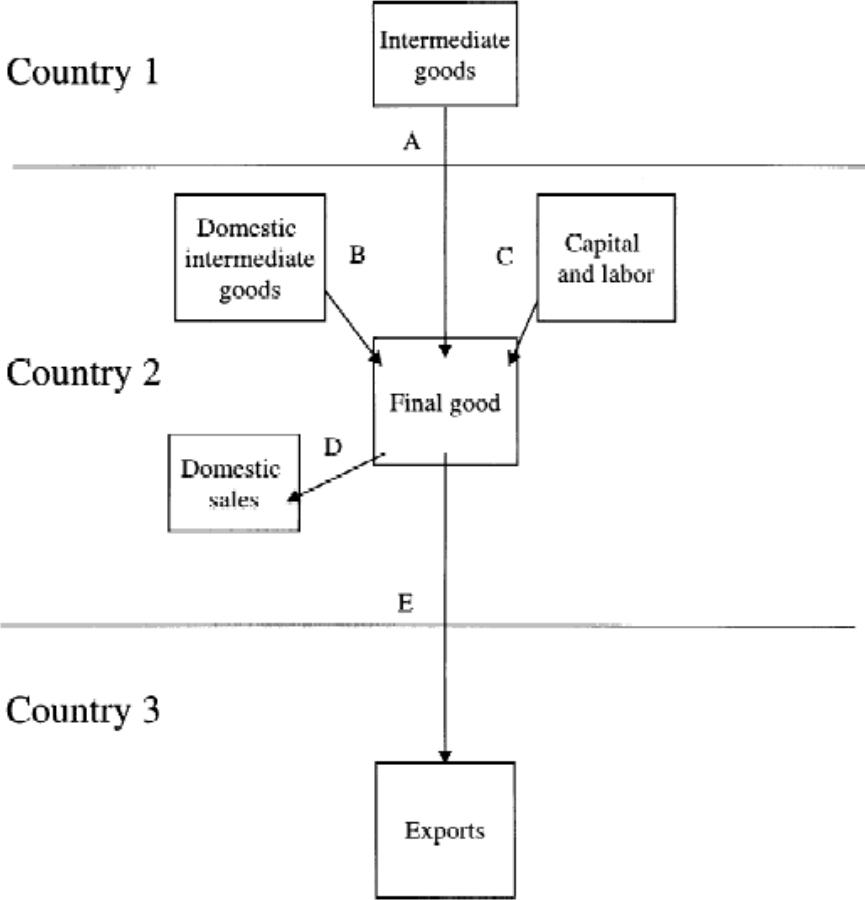 Country 1
Intermediate
goods
A
Domestic
intermediate
goods
B
C
Capital
and labor
Country 2
Final good
D
Domestic
sales
E
Country 3
Exports